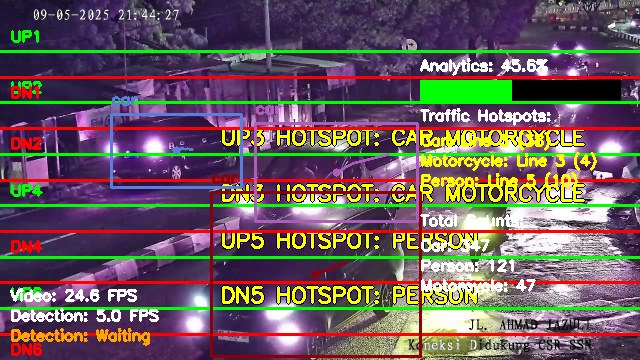 09-05-2025 21:44:27
UP1
Analytics: 45.6%
DN1
Traffic Hotspots:
car
car
DN2
UP3 HOTSPOT: CAR MOTORCYCLE
Motorcycle: Line 3 (4)
car
Person: Line 5 (10)
UP4
DN3 HOTSPOT: CAR MOTORCYCLE
Total Counts:
DN4
UP5 HOTSPOT: PERSON
Person: 121
Motorcycle: 47
Video: 24.6 FPS
DN5 HOTSPOT: PERSON
Detection: 5.0 FPS
JL. AHMAD JAZULI
Detection: Waiting
Koneksi Didukung CSR SSN
DN6